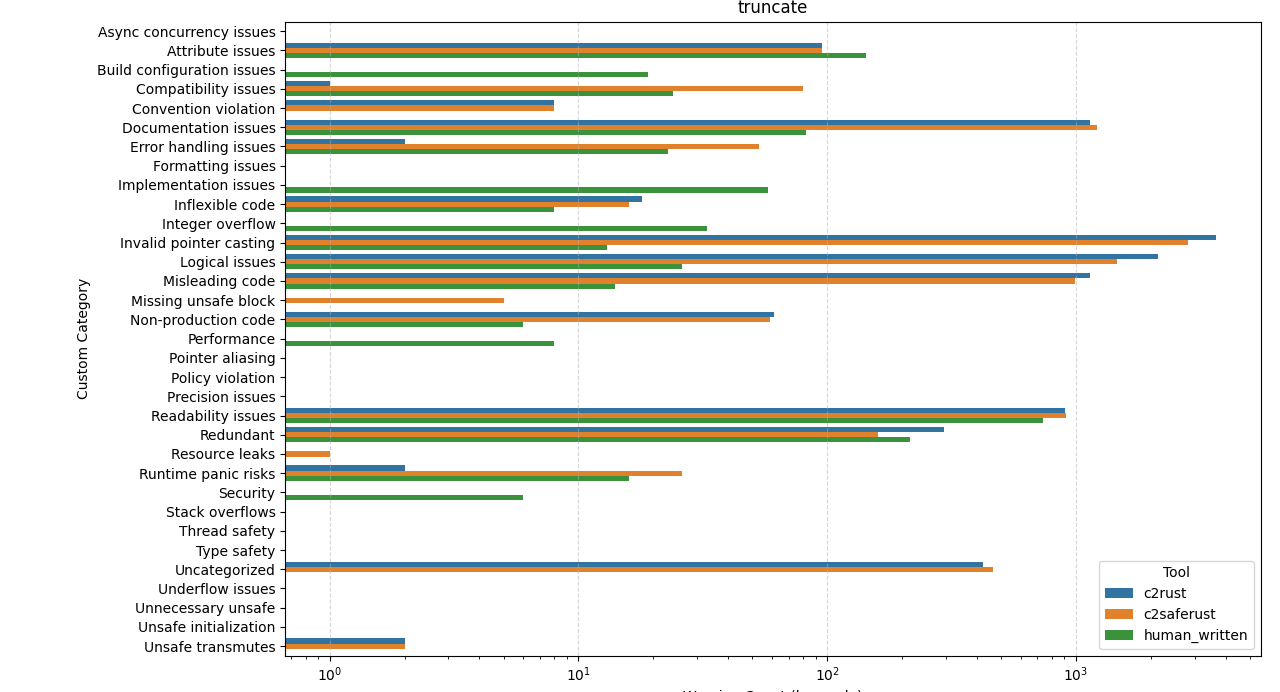 truncate
Custom Category
Async concurrency issues
Attribute issues
Build configuration issues
Compatibility issues
Convention violation
Documentation issues
Error handling issues
Formatting issues
Implementation issues
Inflexible code
Integer overflow
Invalid pointer casting
Logical issues
Misleading code
Missing unsafe block
Non-production code
Performance
Pointer aliasing
Policy violation
Precision issues
Readability issues
Redundant
Resource leaks
Runtime panic risks
Security
Stack overflows
Thread safety
Type safety
Uncategorized
Underflow issues
Unnecessary unsafe
Unsafe initialization
Unsafe transmutes
Tool
c2rust
c2saferust
human_written
10⁰ 10¹ 10² 10³